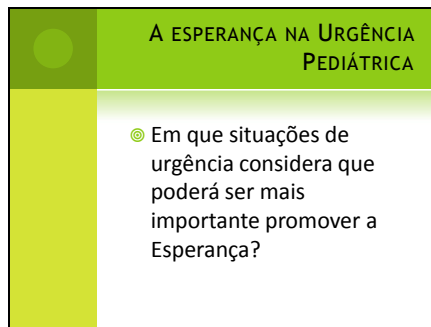 A ESPERANÇA NA URGÊNCIA
PEDIÁTRICA
Em que situações de
urgência considera que
poderá ser mais
importante promover a
Esperança?